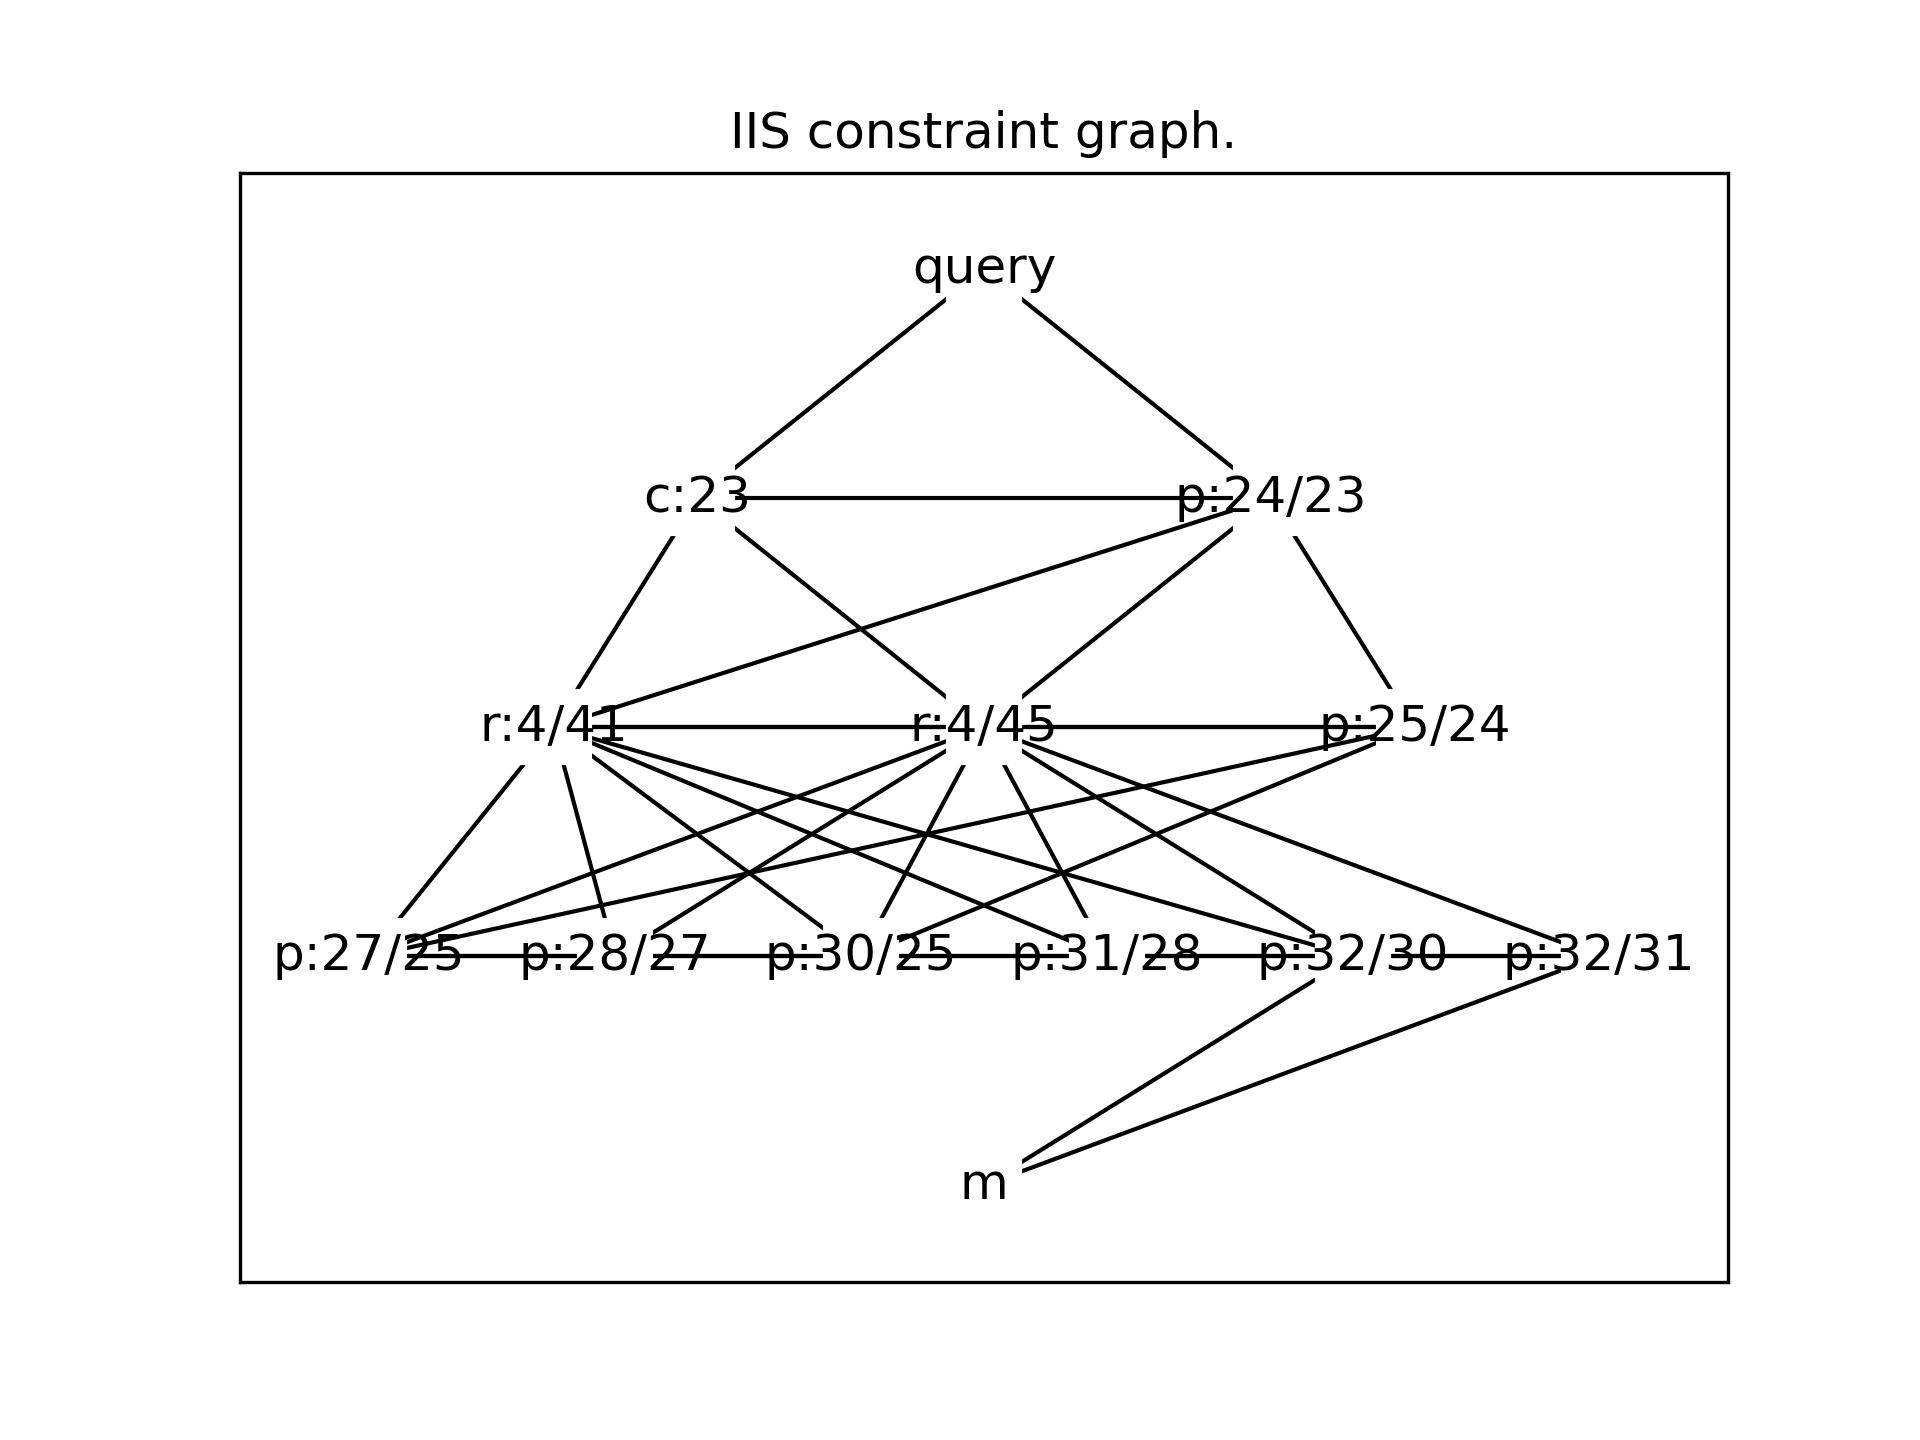 IIS constraint graph.
query
c:23 p:24/23
r:4/41 r:4/45 p:25/24
p:27/25 p:28/27 p:30/25 p:31/28 p:32/30 p:32/31
m